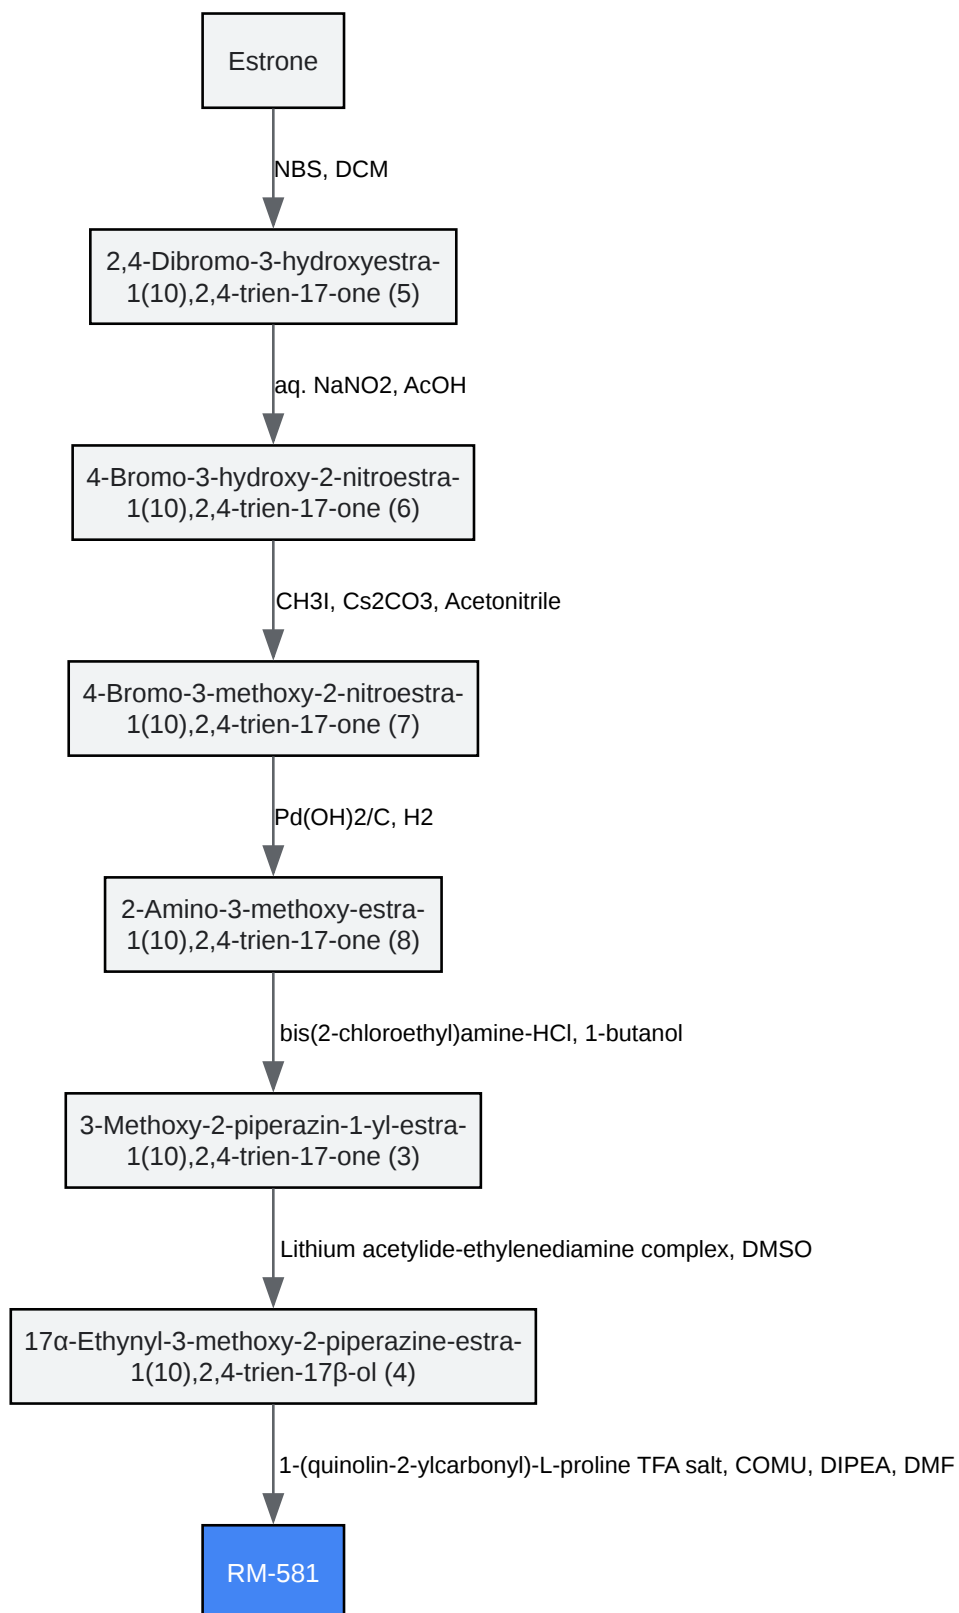 Estrone
NBS, DCM
2,4-Dibromo-3-hydroxyestra-
1(10),2,4-trien-17-one (5)
aq. NaNO2, AcOH
4-Bromo-3-hydroxy-2-nitroestra-
1(10),2,4-trien-17-one (6)
CH3I, Cs2CO3, Acetonitrile
4-Bromo-3-methoxy-2-nitroestra-
1(10),2,4-trien-17-one (7)
Pd(OH)2/C, H2
2-Amino-3-methoxy-estra-
1(10),2,4-trien-17-one (8)
bis(2-chloroethyl)amine-HCl, 1-butanol
3-Methoxy-2-piperazin-1-yl-estra-
1(10),2,4-trien-17-one (3)
Lithium acetylide-ethylenediamine complex, DMSO
17α-Ethynyl-3-methoxy-2-piperazine-estra-
1(10),2,4-trien-17β-ol (4)
1-(quinolin-2-ylcarbonyl)-L-proline TFA salt, COMU, DIPEA, DMF
RM-581